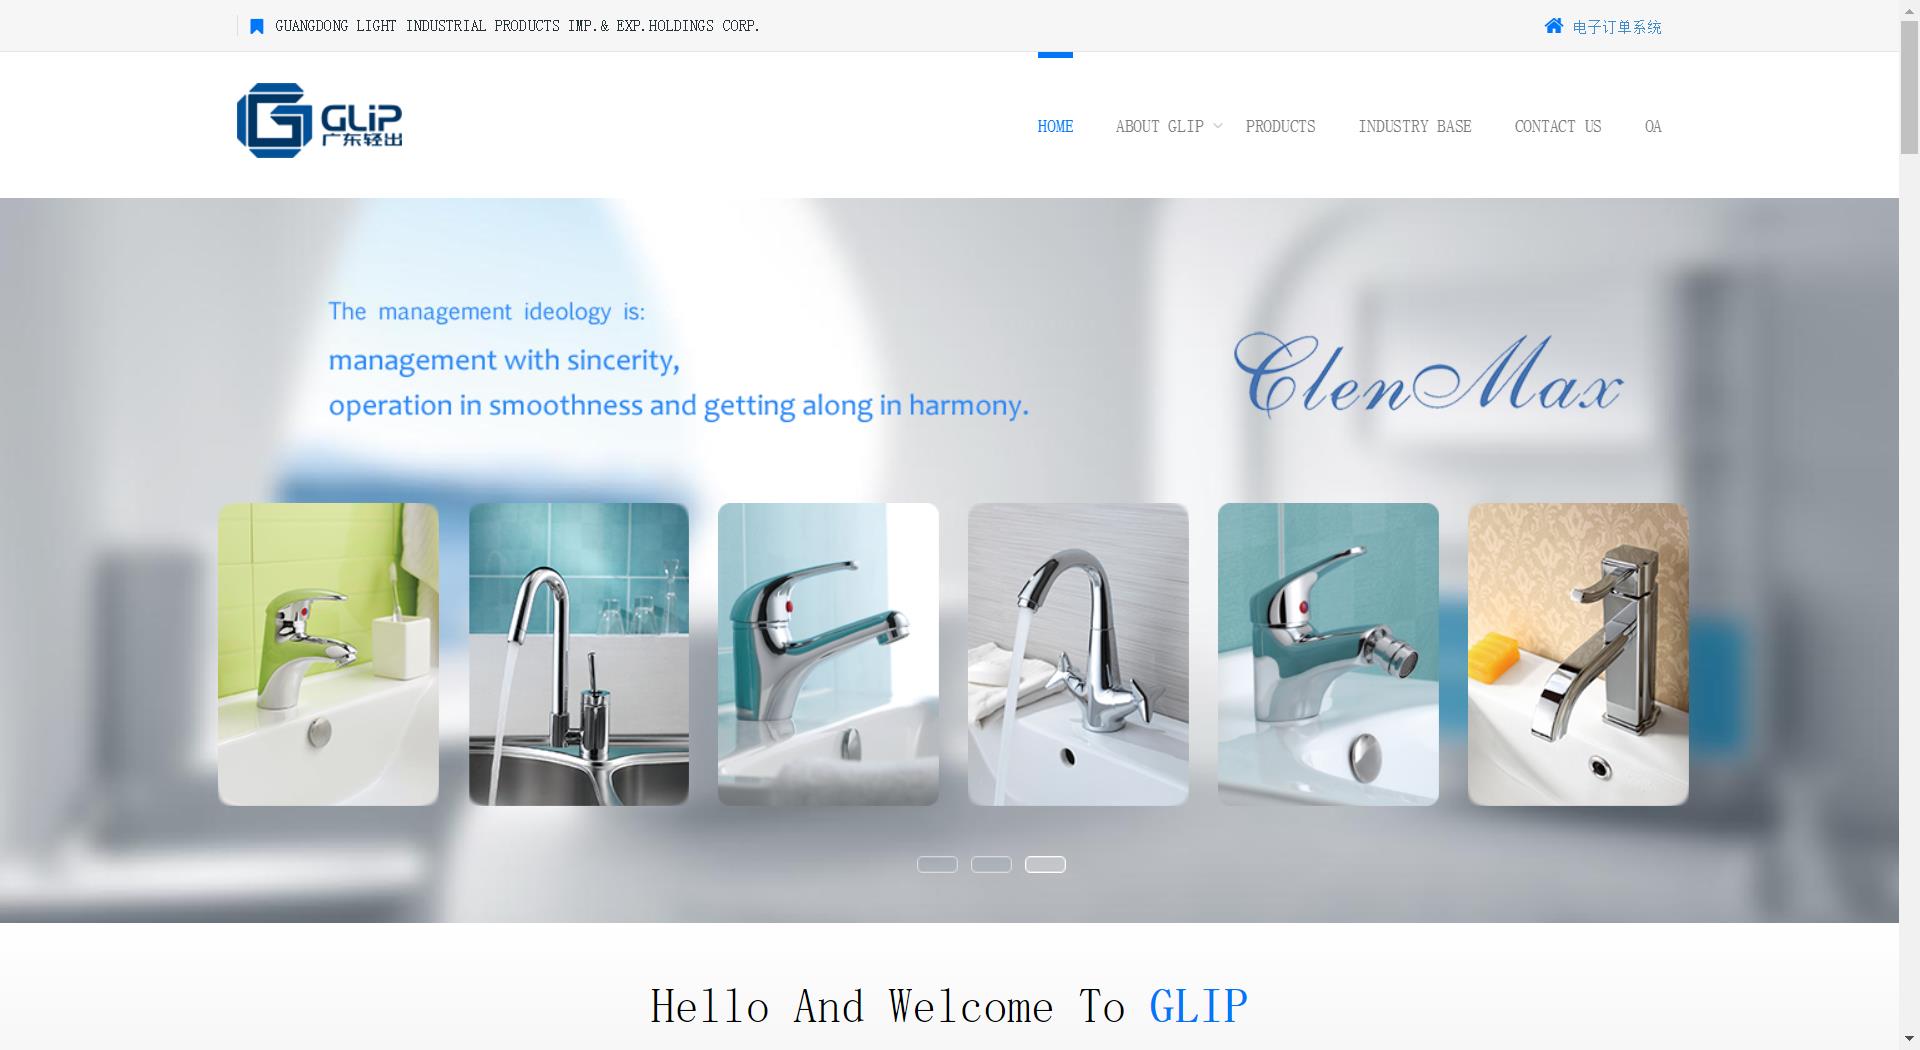 GUANGDONG LIGHT INDUSTRIAL PRODUCTS IMP.& EXP.HOLDINGS CORP.
电子订单系统
GLiP
广东轻出
HOME
ABOUT GLIP
PRODUCTS
INDUSTRY BASE
CONTACT US
OA
The management ideology is:
management with sincerity,
operation in smoothness and getting along in harmony.
ClenMax
Hello And Welcome To GLIP